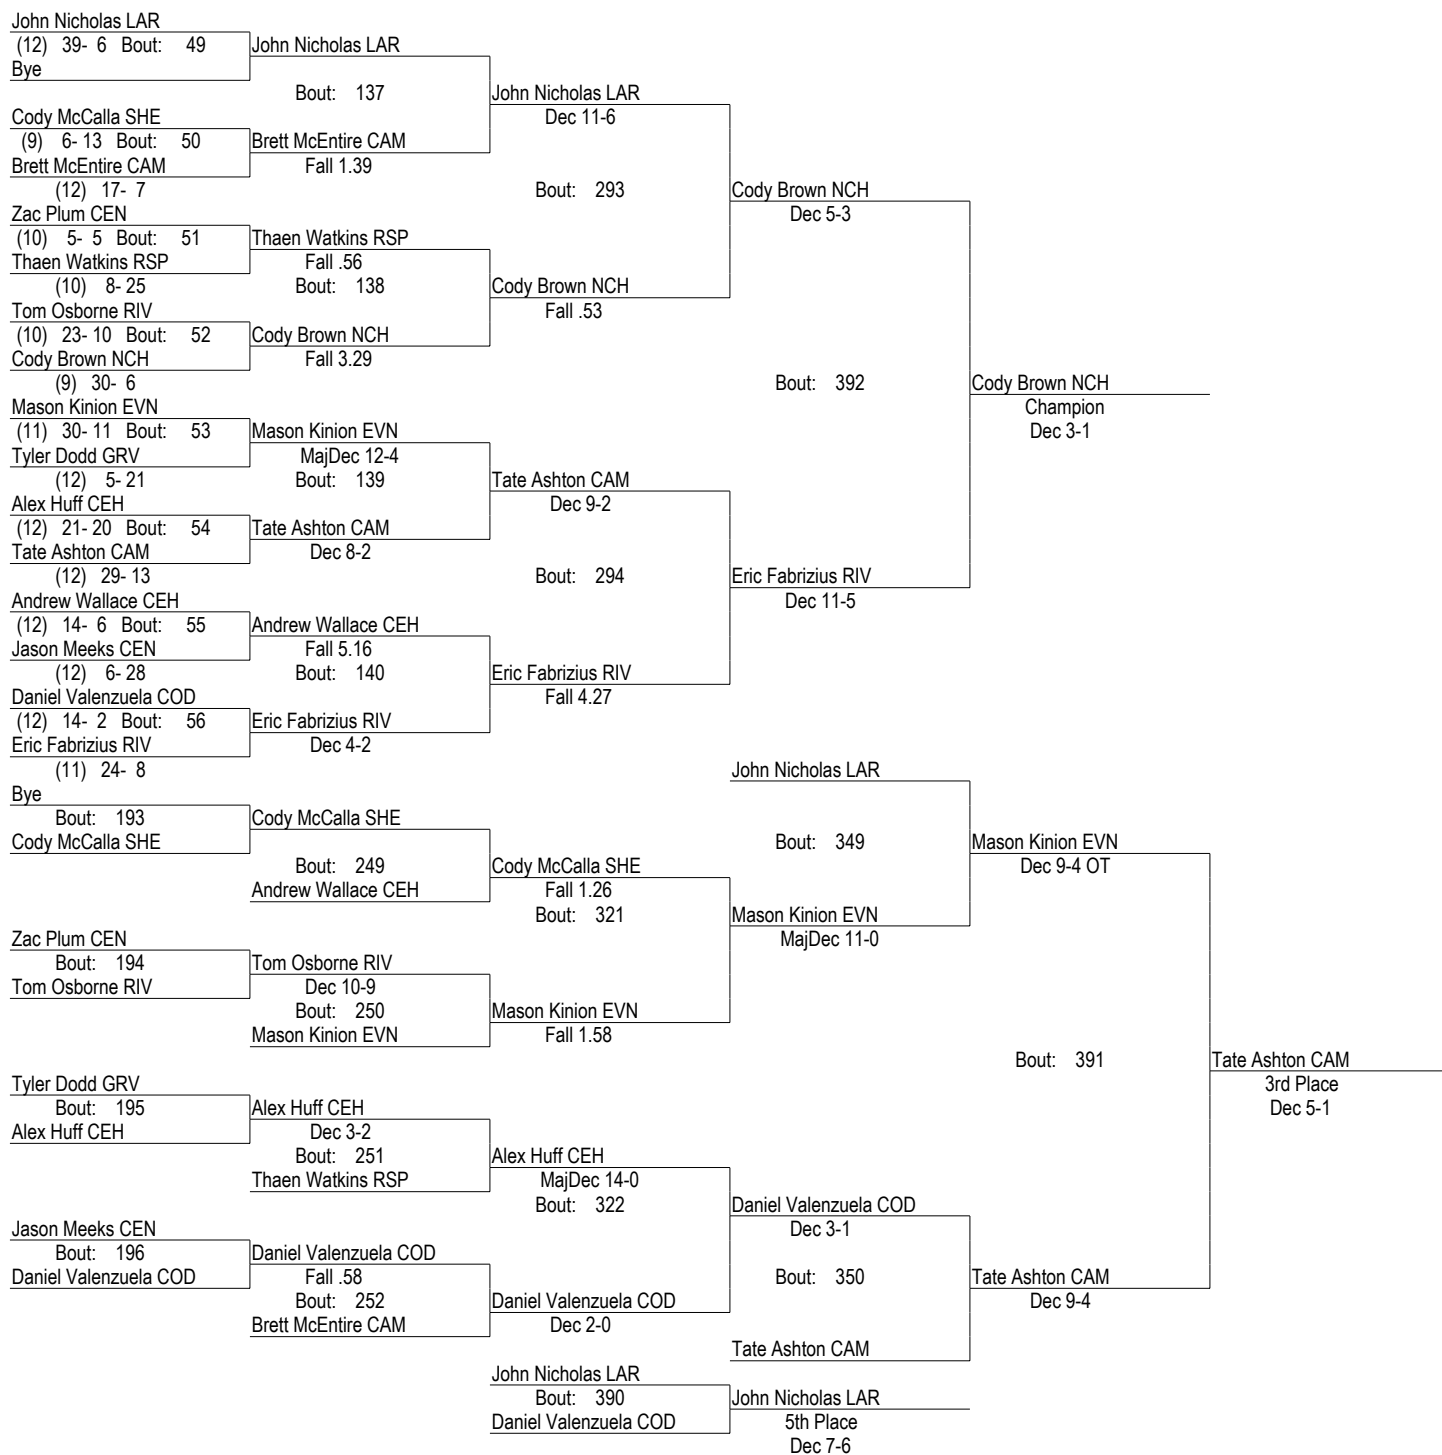 John Nicholas LAR
(12) 39- 6 Bout: 49 John Nicholas LAR
Bye
Bout: 137 John Nicholas LAR
Cody McCalla SHE Dec 11-6
(9) 6- 13 Bout: 50 Brett McEntire CAM
Brett McEntire CAM Fall 1.39
(12) 17- 7 Bout: 293 Cody Brown NCH
Zac Plum CEN Dec 5-3
(10) 5- 5 Bout: 51 Thaen Watkins RSP
Thaen Watkins RSP Fall .56
(10) 8- 25 Bout: 138 Cody Brown NCH
Tom Osborne RIV Fall .53
(10) 23- 10 Bout: 52 Cody Brown NCH
Cody Brown NCH Fall 3.29
(9) 30- 6 Bout: 392 Cody Brown NCH
Mason Kinion EVN Champion
(11) 30- 11 Bout: 53 Mason Kinion EVN Dec 3-1
Tyler Dodd GRV MajDec 12-4
(12) 5- 21 Bout: 139 Tate Ashton CAM
Alex Huff CEH Dec 9-2
(12) 21- 20 Bout: 54 Tate Ashton CAM
Tate Ashton CAM Dec 8-2
(12) 29- 13 Bout: 294 Eric Fabrizius RIV
Andrew Wallace CEH Dec 11-5
(12) 14- 6 Bout: 55 Andrew Wallace CEH
Jason Meeks CEN Fall 5.16
(12) 6- 28 Bout: 140 Eric Fabrizius RIV
Daniel Valenzuela COD Fall 4.27
(12) 14- 2 Bout: 56 Eric Fabrizius RIV
Eric Fabrizius RIV Dec 4-2
(11) 24- 8 John Nicholas LAR
Bye
Bout: 193 Cody McCalla SHE
Cody McCalla SHE Bout: 349 Mason Kinion EVN
Bout: 249 Cody McCalla SHE Dec 9-4 OT
Andrew Wallace CEH Fall 1.26
Bout: 321 Mason Kinion EVN
Zac Plum CEN MajDec 11-0
Bout: 194 Tom Osborne RIV
Tom Osborne RIV Dec 10-9
Bout: 250 Mason Kinion EVN
Mason Kinion EVN Fall 1.58
Bout: 391 Tate Ashton CAM
Tyler Dodd GRV 3rd Place
Bout: 195 Alex Huff CEH Dec 5-1
Alex Huff CEH Dec 3-2
Bout: 251 Alex Huff CEH
Thaen Watkins RSP MajDec 14-0
Bout: 322 Daniel Valenzuela COD
Jason Meeks CEN Dec 3-1
Bout: 196 Daniel Valenzuela COD
Daniel Valenzuela COD Fall .58 Bout: 350 Tate Ashton CAM
Bout: 252 Daniel Valenzuela COD Dec 9-4
Brett McEntire CAM Dec 2-0
Tate Ashton CAM
John Nicholas LAR
Bout: 390 John Nicholas LAR
Daniel Valenzuela COD 5th Place
Dec 7-6